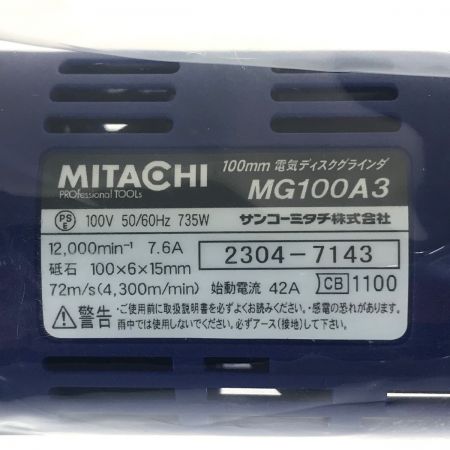 MITACHI 100mm 電気ディスクグラインダ
PROfessional TOOLs MG100A3
PSE 100V 50/60Hz 735W サンコーミタチ株式会社
12,000min⁻¹ 7.6A 2304-7143
砥石 100×6×15mm
72m/s(4,300m/min) 始動電流 42A CB 1100
警告 ・ご使用前に取扱説明書を必ずよくお読みください。・感電の恐れがあります。
雨中では使用しないでください。必ずアース(接地)して下さい。